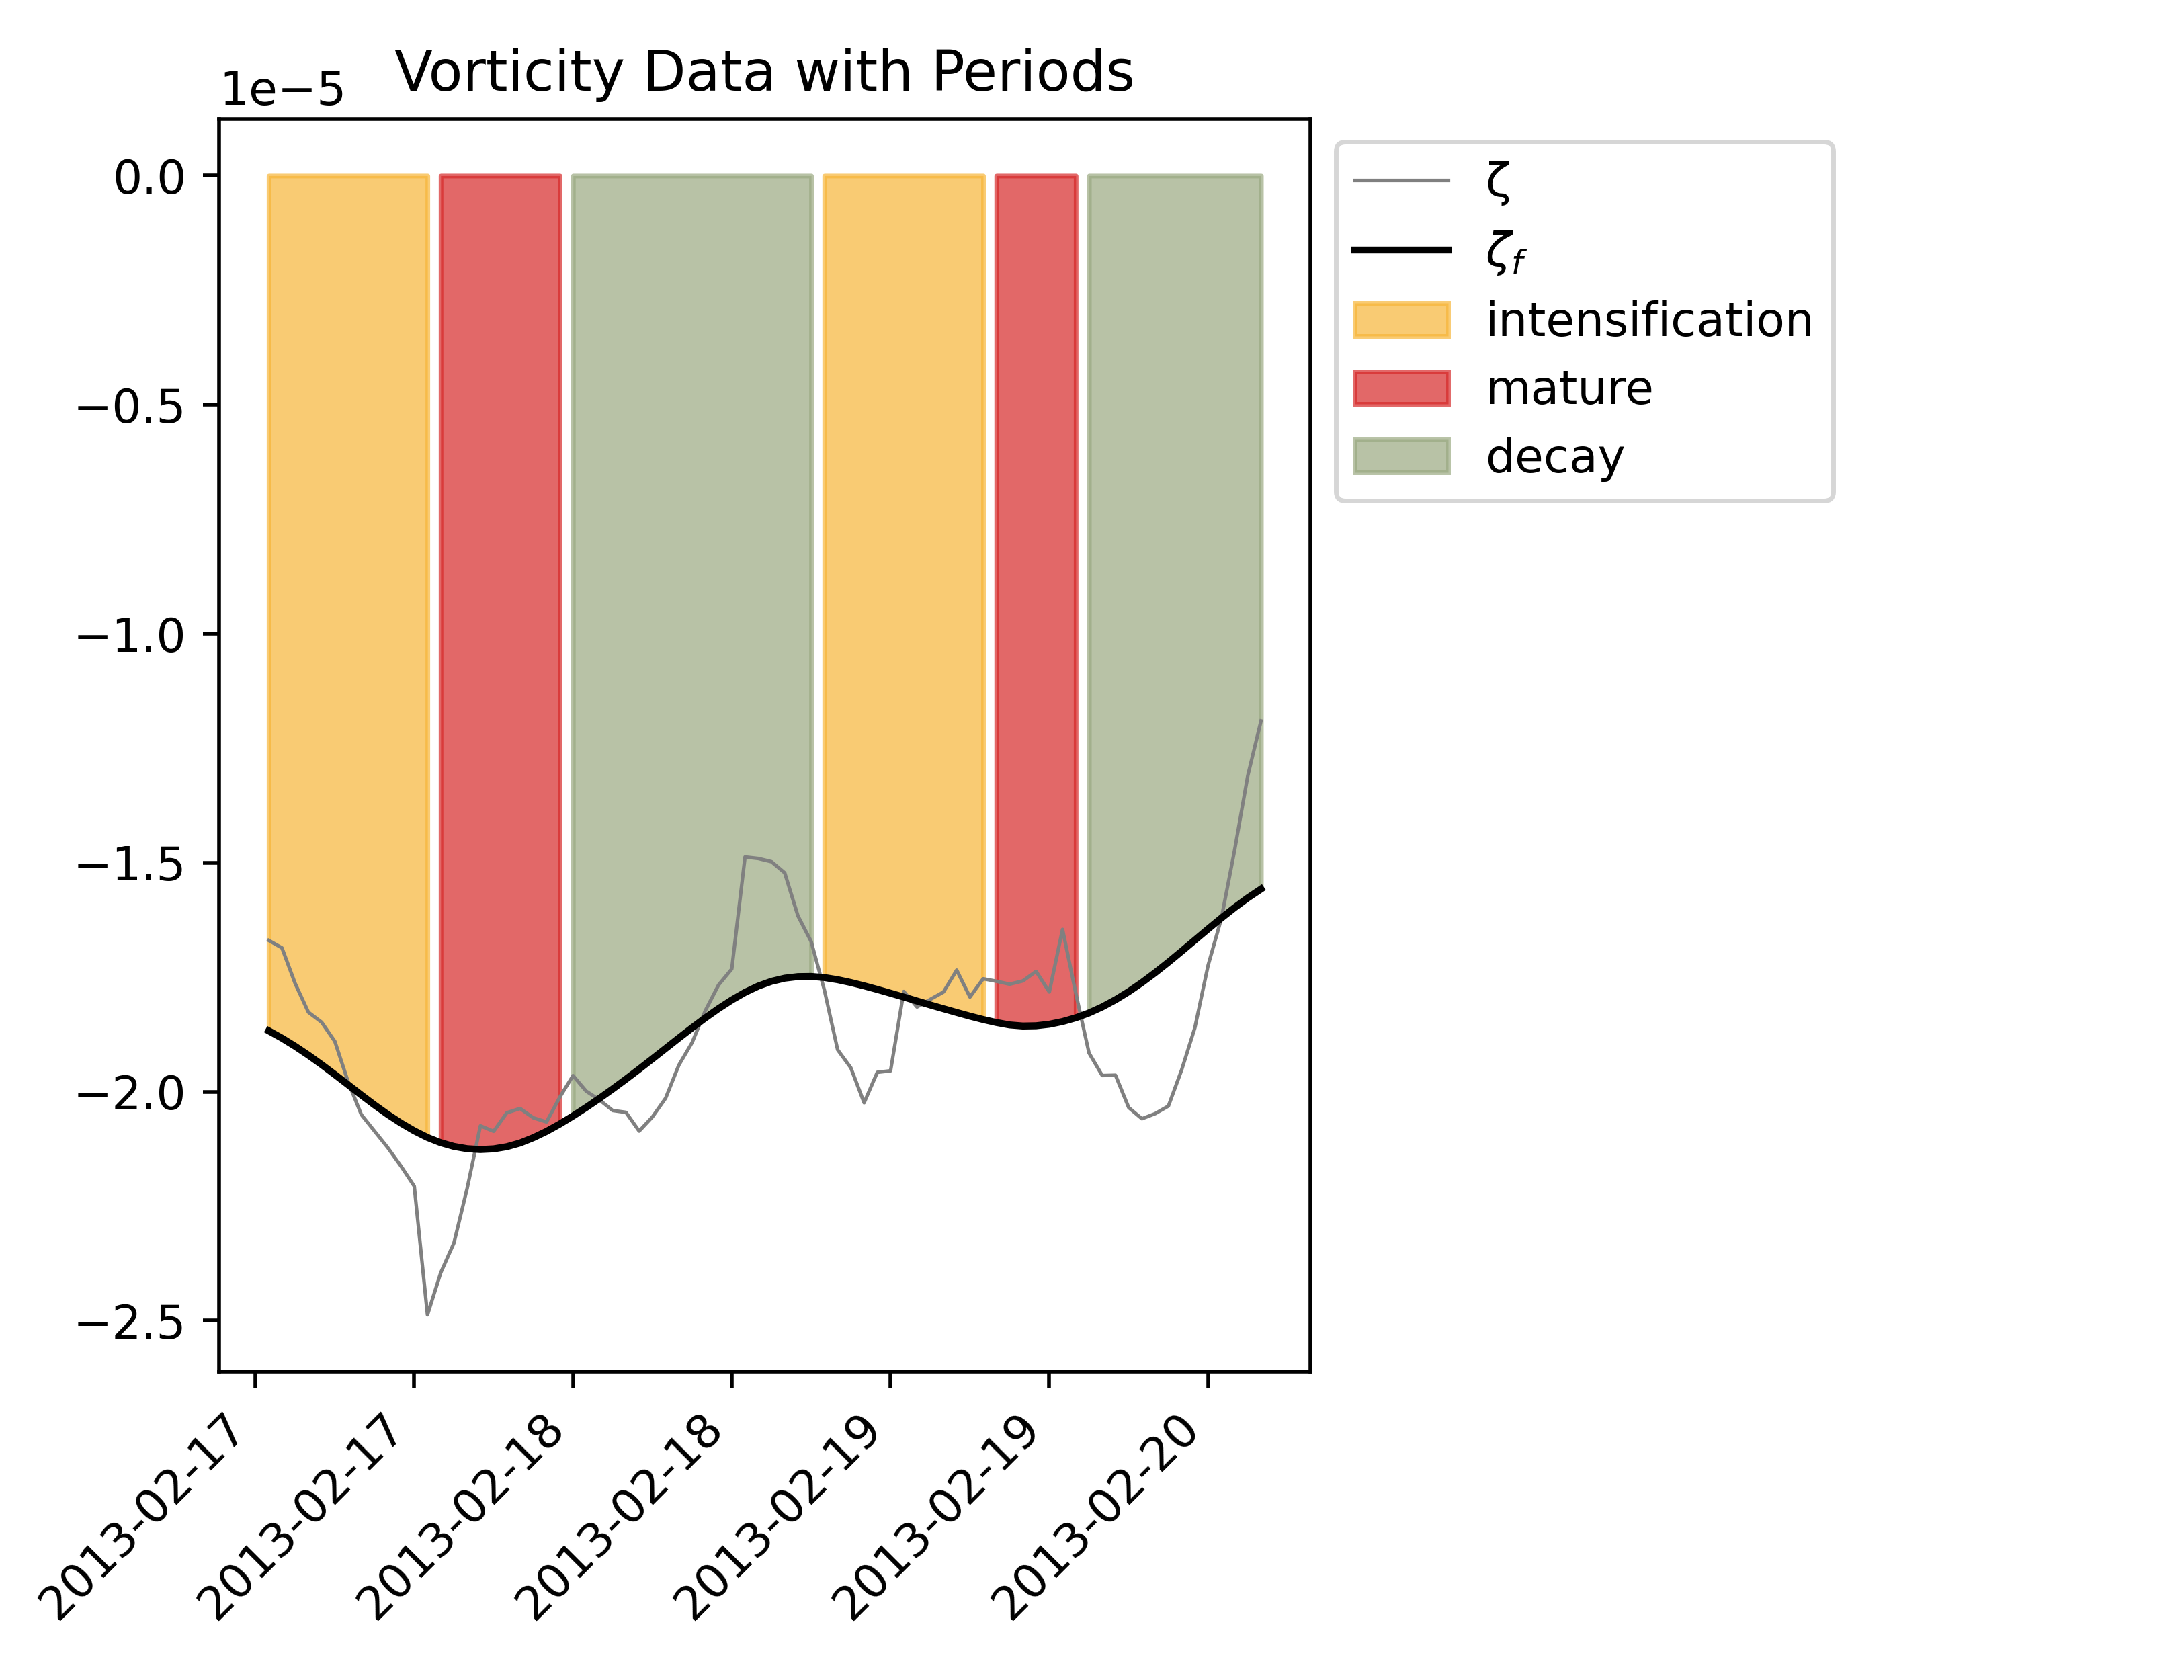 Vorticity Data with Periods
1e−5
0.0
−0.5
−1.0
−1.5
−2.0
−2.5
2013-02-17
2013-02-17
2013-02-18
2013-02-18
2013-02-19
2013-02-19
2013-02-20
ζ
ζf
intensification
mature
decay